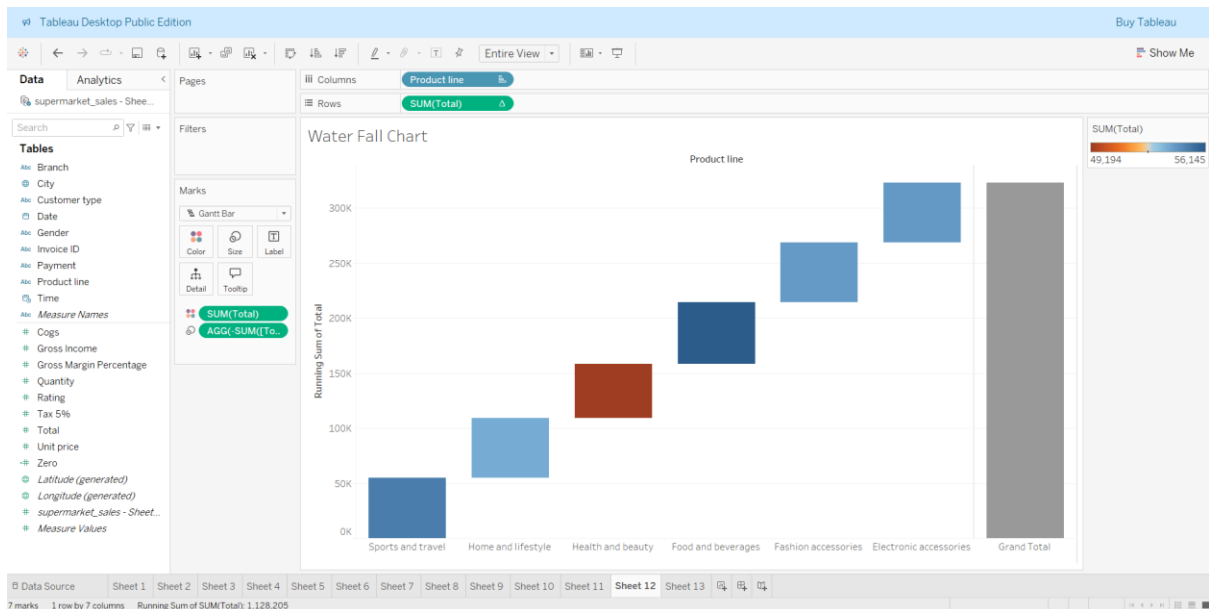 Tableau Desktop Public Edition
Buy Tableau
Entire View
Show Me
Data Analytics
supermarket_sales - Shee...
Search
Tables
Abc Branch
City
Abc Customer type
Date
Abc Gender
Abc Invoice ID
Abc Payment
Abc Product line
Time
Abc Measure Names
# Cogs
# Gross Income
# Gross Margin Percentage
# Quantity
# Rating
# Tax 5%
# Total
# Unit price
=# Zero
Latitude (generated)
Longitude (generated)
# supermarket_sales - Sheet...
# Measure Values
Pages
Filters
Marks
Gantt Bar
Color Size Label
Detail Tooltip
SUM(Total)
AGG(-SUM([To..
Columns Product line
Rows SUM(Total) Δ
Water Fall Chart
Product line
Running Sum of Total
300K
250K
200K
150K
100K
50K
0K
Sports and travel Home and lifestyle Health and beauty Food and beverages Fashion accessories Electronic accessories Grand Total
SUM(Total)
49,194 56,145
Data Source Sheet 1 Sheet 2 Sheet 3 Sheet 4 Sheet 5 Sheet 6 Sheet 7 Sheet 8 Sheet 9 Sheet 10 Sheet 11 Sheet 12 Sheet 13
7 marks 1 row by 7 columns Running Sum of SUM(Total): 1,128,205